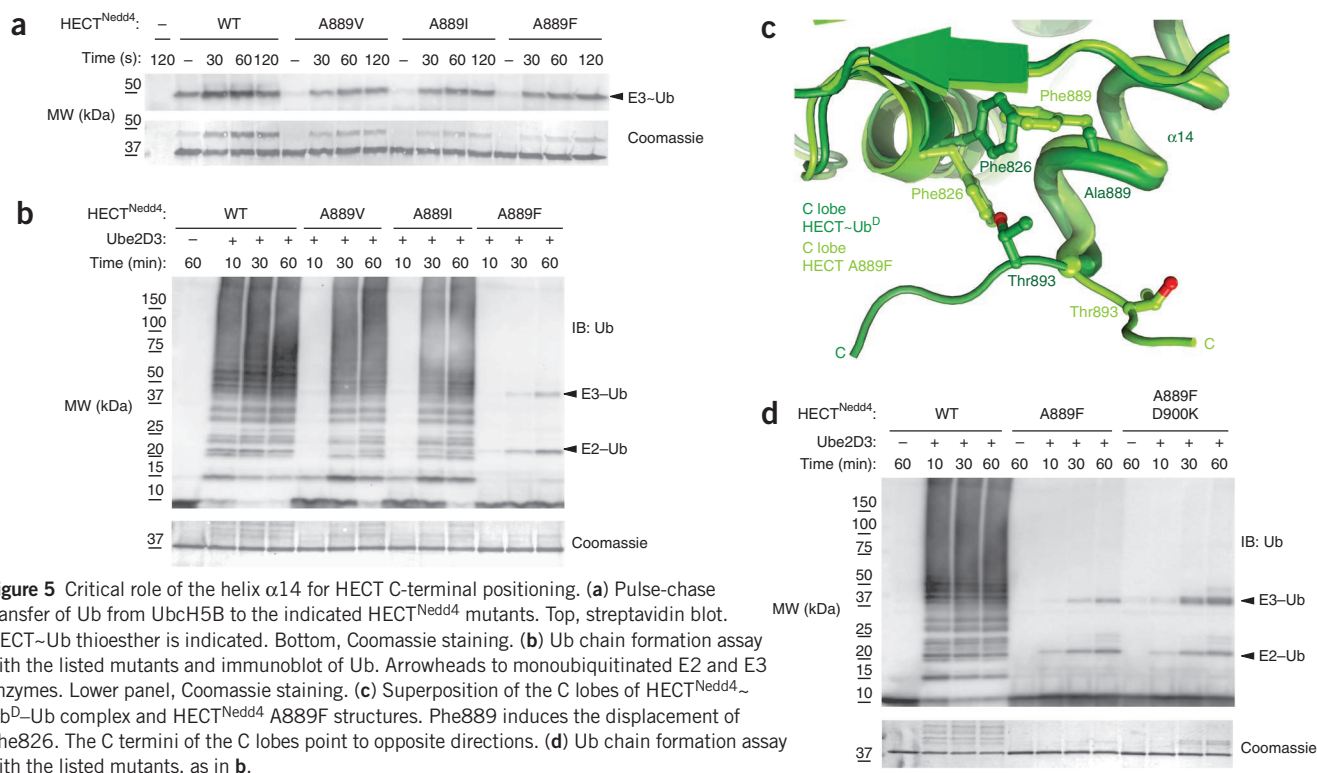 a
HECT^Nedd4: – WT A889V A889I A889F
Time (s): 120 – 30 60 120 – 30 60 120 – 30 60 120 – 30 60 120
50
E3~Ub
MW (kDa)
50
37
Coomassie
b
HECT^Nedd4: WT A889V A889I A889F
Ube2D3: – + + + + + + + + + + + +
Time (min): 60 10 30 60 10 30 60 10 30 60 10 30 60
150
100
75
50
37
25
20
15
10
MW (kDa)
IB: Ub
E3–Ub
E2–Ub
37
Coomassie
c
Phe889
α14
Phe826
Ala889
Phe826
C lobe
HECT~Ub^D
C lobe
HECT A889F
Thr893
Thr893
C
C
d
HECT^Nedd4: WT A889F A889F D900K
Ube2D3: – + + + – + + + – + + +
Time (min): 60 10 30 60 60 10 30 60 60 10 30 60
150
100
75
50
37
25
20
15
10
MW (kDa)
IB: Ub
E3–Ub
E2–Ub
37
Coomassie
igure 5 Critical role of the helix α14 for HECT C-terminal positioning. (a) Pulse-chase
ransfer of Ub from UbcH5B to the indicated HECT^Nedd4 mutants. Top, streptavidin blot.
ECT~Ub thioesther is indicated. Bottom, Coomassie staining. (b) Ub chain formation assay
ith the listed mutants and immunoblot of Ub. Arrowheads to monoubiquitinated E2 and E3
nzymes. Lower panel, Coomassie staining. (c) Superposition of the C lobes of HECT^Nedd4~
b^D–Ub complex and HECT^Nedd4 A889F structures. Phe889 induces the displacement of
he826. The C termini of the C lobes point to opposite directions. (d) Ub chain formation assay
ith the listed mutants, as in b.